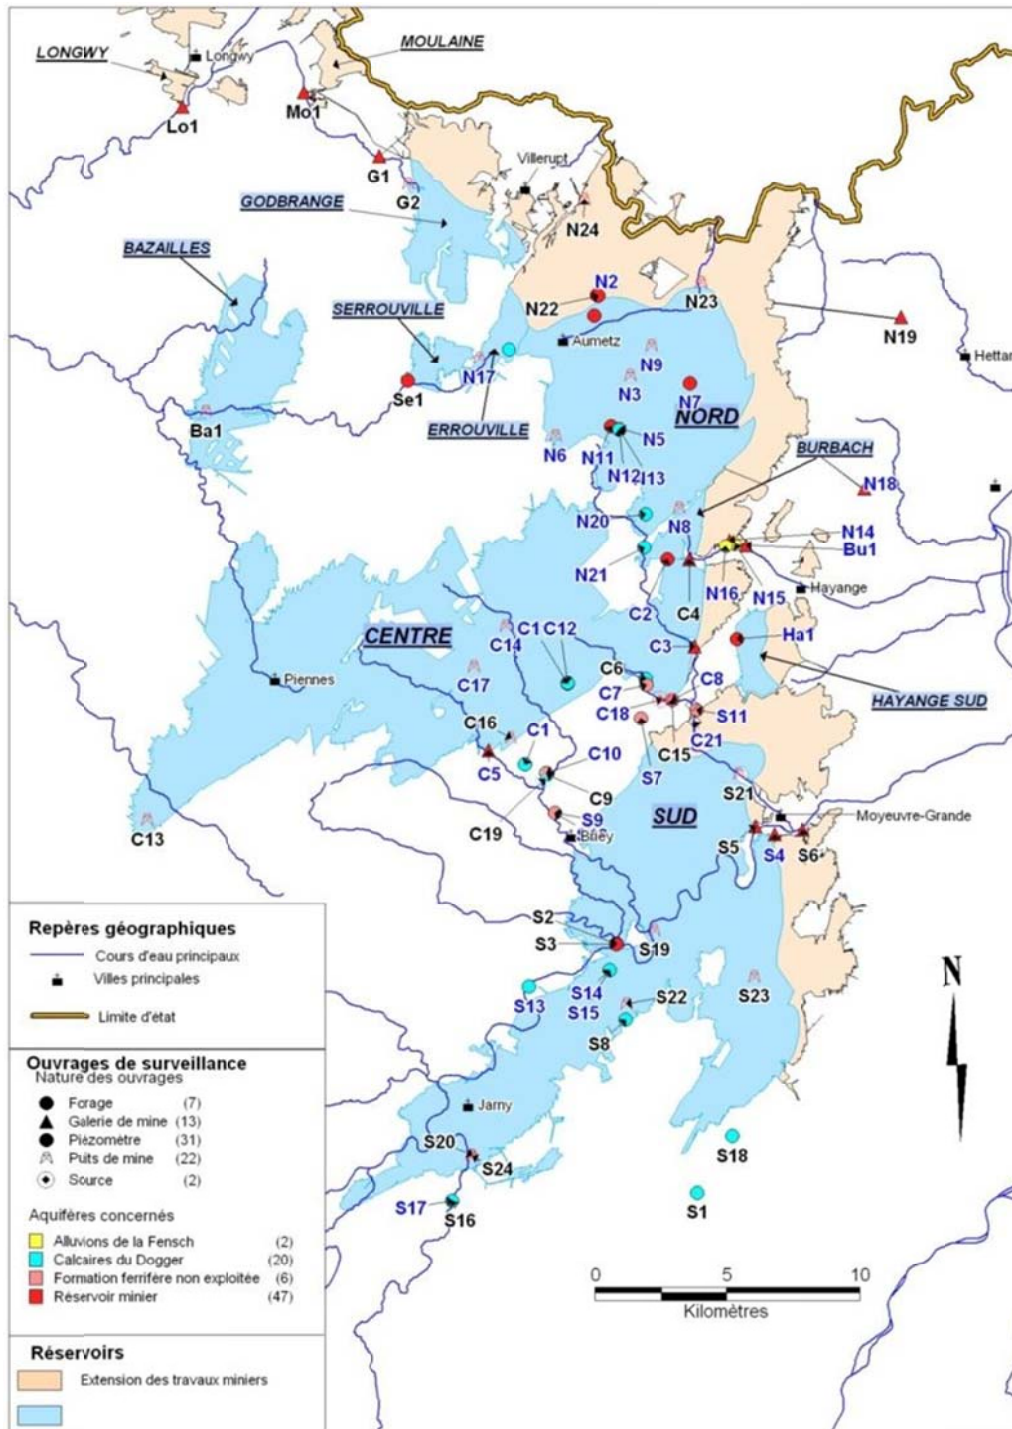 LONGWY
Longwy
MOULAINE
Lo1
Mo1
G1
G2
Villerupt
GODBRANGE
N24
BAZAILLES
SERROUVILLE
N2
N22
N23
N19
Aumetz
Hettan
N17
N9
N3
N7
Se1
ERROUVILLE
NORD
Ba1
N6
N11
N5
N12
N13
BURBACH
N18
N20
N8
N14
Bu1
N21
N16
N15
Hayange
C2
C4
CENTRE
C1
C12
C14
C3
Ha1
C6
C8
C17
C7
Piennes
C18
S11
HAYANGE SUD
C16
C1
C15
C21
C5
C10
S7
C9
S21
C13
C19
S9
SUD
Moyeuvre-Grande
Briey
S5
S4
S6
S2
S3
S19
S14
S13
S15
S22
S23
S8
Jarny
S20
S24
S18
S17
S16
S1
N
0 5 10
Kilomètres
Repères géographiques
Cours d'eau principaux
Villes principales
Limite d'état
Ouvrages de surveillance
Nature des ouvrages
Forage (7)
Galerie de mine (13)
Pièzomètre (31)
Puits de mine (22)
Source (2)
Aquifères concernés
Alluvions de la Fensch (2)
Calcaires du Dogger (20)
Formation ferrifère non exploitée (6)
Réservoir minier (47)
Réservoirs
Extension des travaux miniers